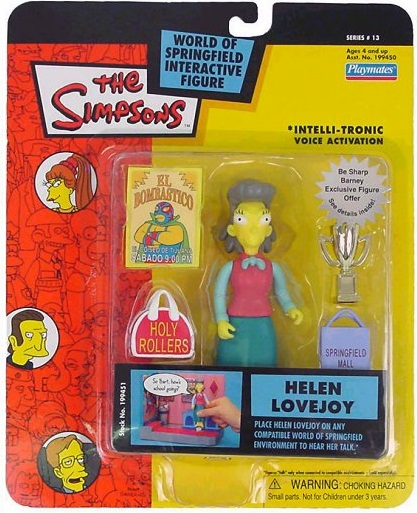 WORLD OF
SPRINGFIELD
INTERACTIVE
FIGURE
SERIES # 13
Ages 4 and up
Asst. No. 199450
Playmates
THE
SIMPSONS
TM
*INTELLI-TRONIC
VOICE ACTIVATION
Be Sharp
Barney
Exclusive Figure
Offer
See details inside!
EL
BOMBASTICO
SABADO 9:00 PM
HOLY
ROLLERS
SPRINGFIELD
MALL
So Bart, how's
school going?
Stock No. 199451
HELEN
LOVEJOY
PLACE HELEN LOVEJOY ON ANY
COMPATIBLE WORLD OF SPRINGFIELD
ENVIRONMENT TO HEAR HER TALK.*
WARNING: CHOKING HAZARD
Small parts. Not for Children under 3 years.